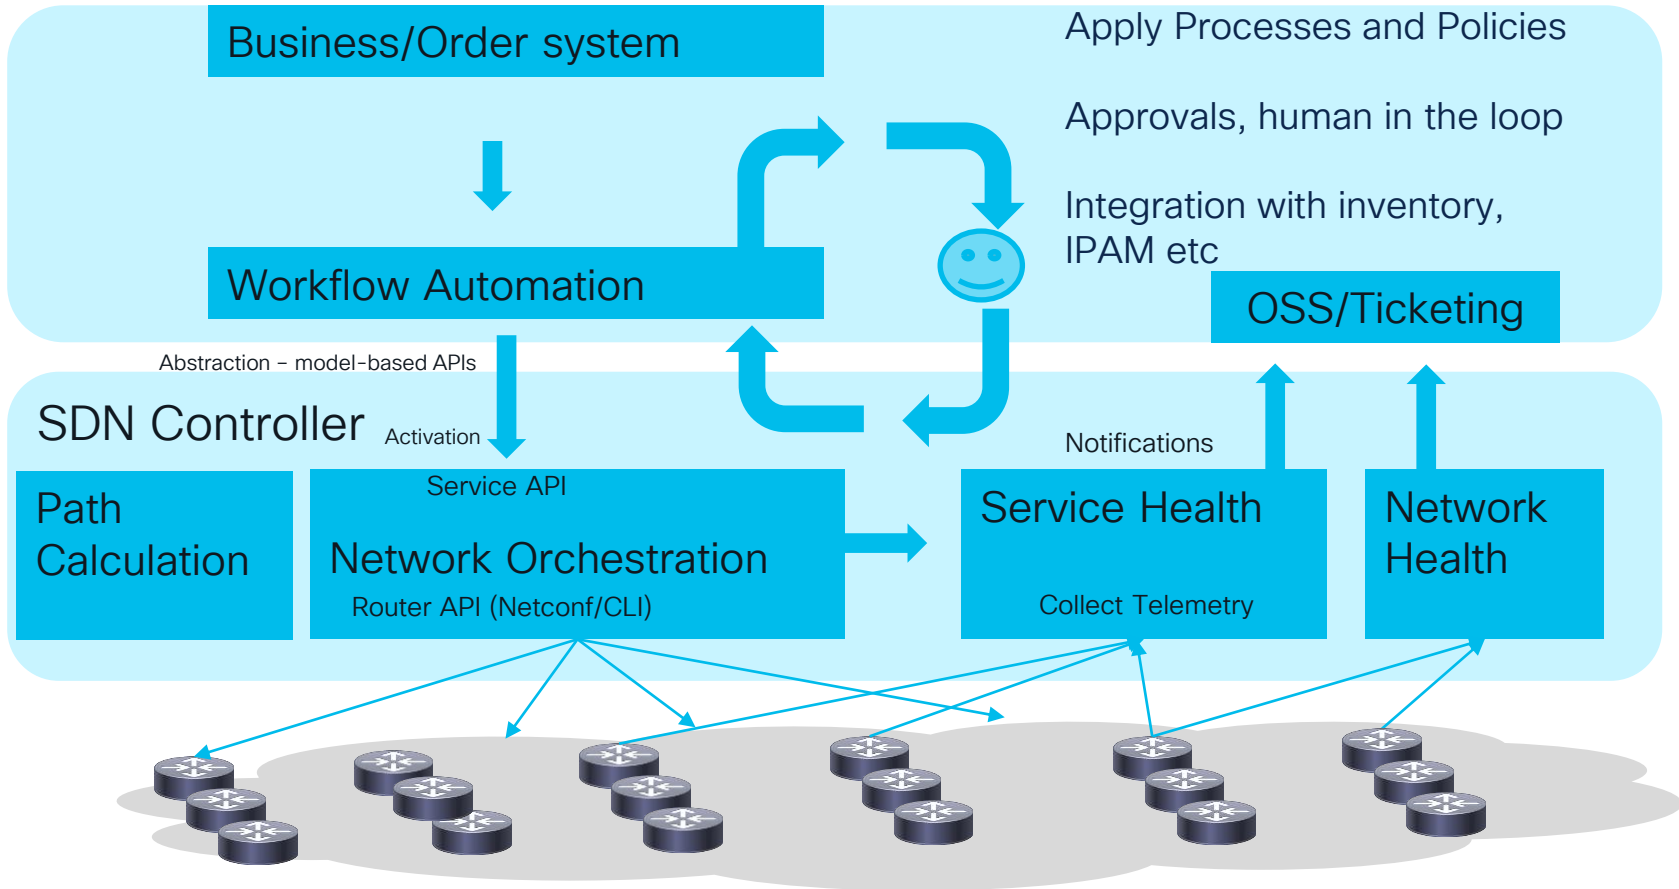 Business/Order system
Apply Processes and Policies
Approvals, human in the loop
Integration with inventory,
IPAM etc
Workflow Automation
OSS/Ticketing
Abstraction – model-based APIs
SDN Controller
Activation
Notifications
Path
Calculation
Service API
Network Orchestration
Router API (Netconf/CLI)
Service Health
Collect Telemetry
Network
Health